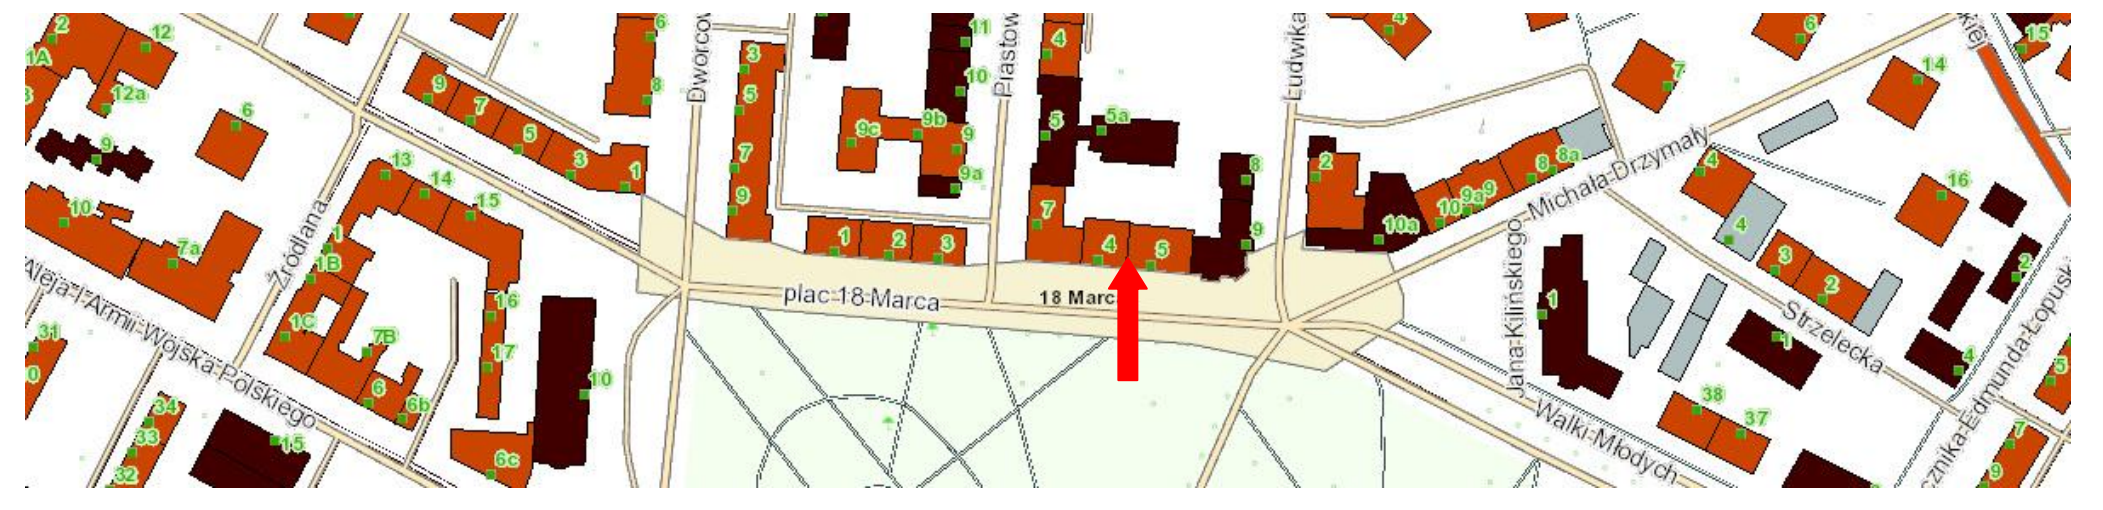 2
12
1A
12a
9
6
10
7a
Źródlana
13
14
15
1
1B
1C
7B
6
6b
16
17
10
6c
Aleja I Armii Wojska Polskiego
31
34
33
32
15
9
7
5
3
1
6
8
Dworcow
3
5
7
9
11
10
9c
9b
9
9a
Piastow
4
5
5a
7
1
2
3
4
5
8
9
Ludwika
plac 18 Marca
18 Marc
4
2
10a
10
9a
9
8
8a
Michała Drzymały
7
6
15
14
16
4
4
3
2
Strzelecka
1
2
4
Jana Kilińskiego
1
38
37
Walki Młodych
5
7
9